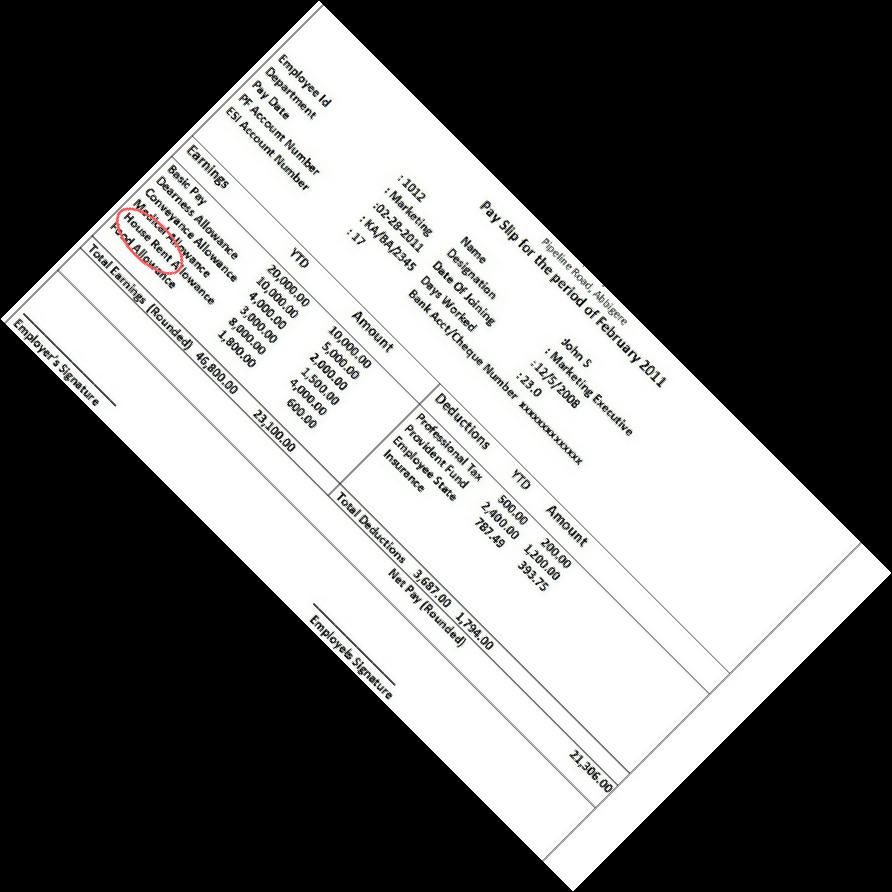 Pipeline Road, Abbigere
Pay Slip for the period of February 2011
Employee Id : 1012 Name :John S
Department : Marketing Designation : Marketing Executive
Pay Date :02-28-2011 Date Of Joining : 12/5/2008
PF Account Number : KA/BA/2345 Days Worked : 23.0
ESI Account Number : 17 Bank Acct/Cheque Number xxxxxxxxxxxxxx
Earnings YTD Amount Deductions YTD Amount
Basic Pay 20,000.00 10,000.00 Professional Tax 500.00 200.00
Dearness Allowance 10,000.00 5,000.00 Provident Fund 2,400.00 1,200.00
Conveyance Allowance 4,000.00 2,000.00 Employee State 787.49 393.75
Medical Allowance 3,000.00 1,500.00 Insurance
House Rent Allowance 8,000.00 4,000.00
Food Allowance 1,800.00 600.00
Total Earnings (Rounded) 46,800.00 23,100.00 Total Deductions 3,687.00 1,794.00
Net Pay (Rounded) 21,306.00
Employer's Signature Employee's Signature